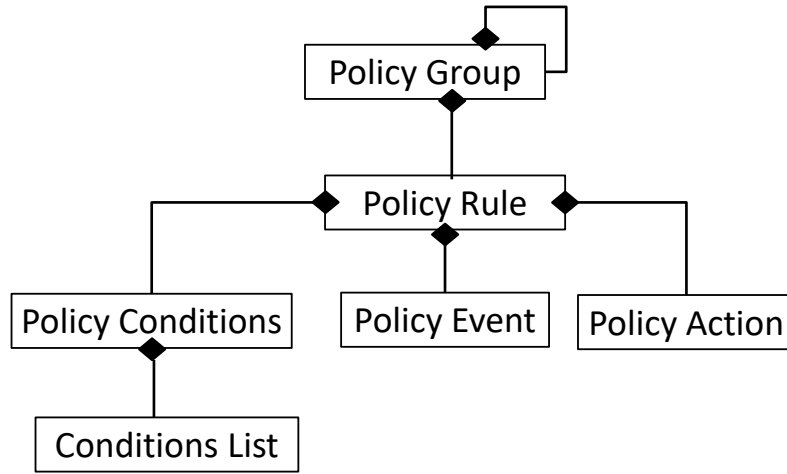 Policy Group
Policy Rule
Policy Conditions
Policy Event
Policy Action
Conditions List